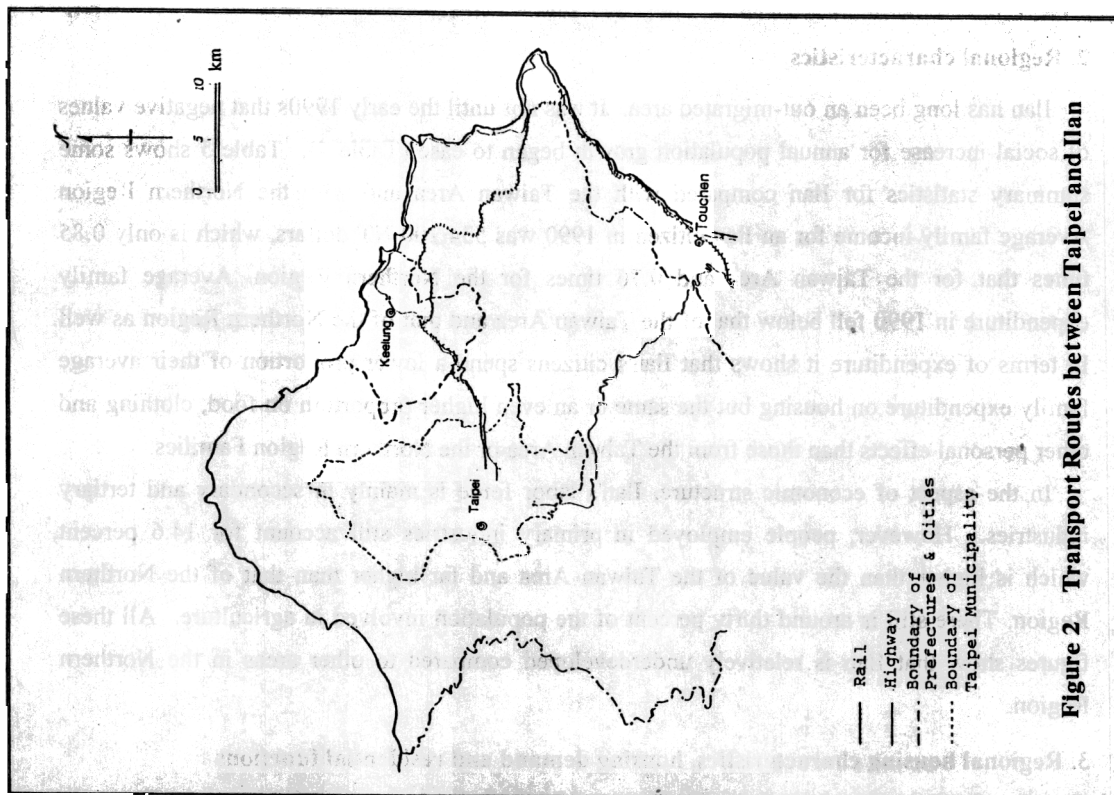 5 10
km
Keelung
Taipei
Touchen
Rail
Highway
Boundary of
Prefectures & Cities
Boundary of
Taipei Municipality
Figure 2 Transport Routes between Taipei and Ilan
2. Regional characteristics
Ilan has long been an out-migrated area. It was not until the early 1990s that negative values
of social increase for annual population growth began to Table 6 shows some
summary statistics for Ilan compared with the Taiwan Area and the Northern Region
Average family income for an Ilan citizen in 1990 was dollars, which is only 0.85
times that for the Taiwan Area and 0.76 times for the Northern Region. Average family
expenditure in 1990 fell below that of the Taiwan Area and that of the Northern Region as well.
In terms of expenditure it shows that Ilan's citizens spend a lower proportion of their average
family expenditure on housing but the same or an even higher proportion on food, clothing and
other personal effects than those from the Taiwan Area or the Northern Region Families.
In the aspect of economic structure, Ilan's labor force is mainly in secondary and tertiary
industries. However, people employed in primary industries still account for 14.6 percent
which is higher than the value of the Taiwan Area and far higher than that of the Northern
Region. There is around thirty percent of the population involved in agriculture. All these
figures show that Ilan is relatively underdeveloped compared to other areas in the Northern
Region.
3. Regional housing characteristics, housing demand and residential functions